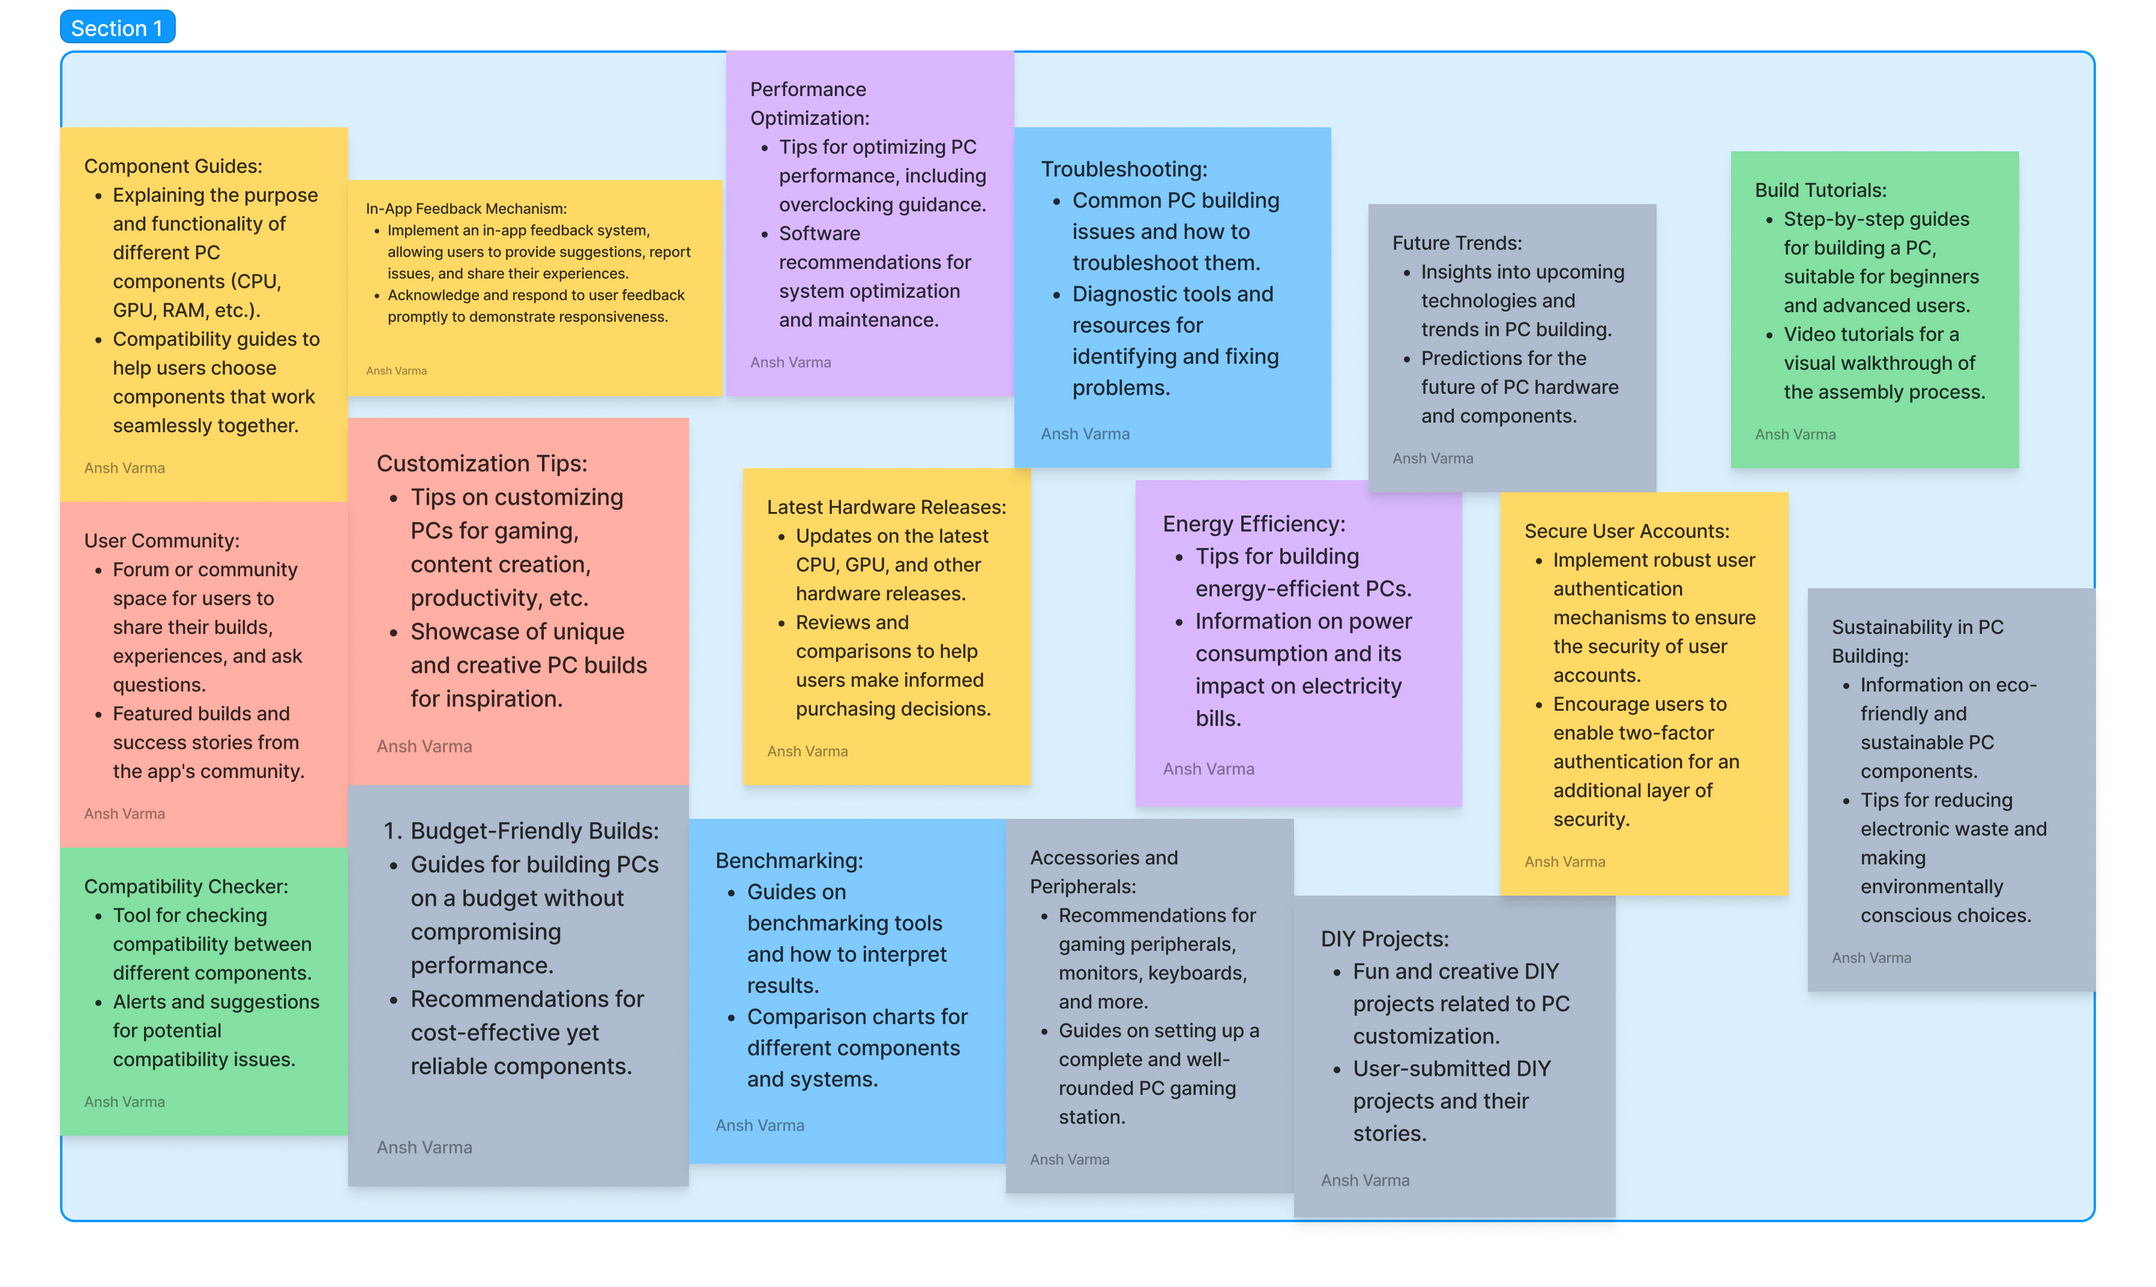 Section 1
Component Guides:
• Explaining the purpose
and functionality of
different PC
components (CPU,
GPU, RAM, etc.).
• Compatibility guides to
help users choose
components that work
seamlessly together.
Ansh Varma
In-App Feedback Mechanism:
• Implement an in-app feedback system,
allowing users to provide suggestions, report
issues, and share their experiences.
• Acknowledge and respond to user feedback
promptly to demonstrate responsiveness.
Ansh Varma
Performance
Optimization:
• Tips for optimizing PC
performance, including
overclocking guidance.
• Software
recommendations for
system optimization
and maintenance.
Ansh Varma
Troubleshooting:
• Common PC building
issues and how to
troubleshoot them.
• Diagnostic tools and
resources for
identifying and fixing
problems.
Ansh Varma
Future Trends:
• Insights into upcoming
technologies and
trends in PC building.
• Predictions for the
future of PC hardware
and components.
Ansh Varma
Build Tutorials:
• Step-by-step guides
for building a PC,
suitable for beginners
and advanced users.
• Video tutorials for a
visual walkthrough of
the assembly process.
Ansh Varma
User Community:
• Forum or community
space for users to
share their builds,
experiences, and ask
questions.
• Featured builds and
success stories from
the app's community.
Ansh Varma
Customization Tips:
• Tips on customizing
PCs for gaming,
content creation,
productivity, etc.
• Showcase of unique
and creative PC builds
for inspiration.
Ansh Varma
Latest Hardware Releases:
• Updates on the latest
CPU, GPU, and other
hardware releases.
• Reviews and
comparisons to help
users make informed
purchasing decisions.
Ansh Varma
Energy Efficiency:
• Tips for building
energy-efficient PCs.
• Information on power
consumption and its
impact on electricity
bills.
Ansh Varma
Secure User Accounts:
• Implement robust user
authentication
mechanisms to ensure
the security of user
accounts.
• Encourage users to
enable two-factor
authentication for an
additional layer of
security.
Ansh Varma
Sustainability in PC
Building:
• Information on eco-
friendly and
sustainable PC
components.
• Tips for reducing
electronic waste and
making
environmentally
conscious choices.
Ansh Varma
Compatibility Checker:
• Tool for checking
compatibility between
different components.
• Alerts and suggestions
for potential
compatibility issues.
Ansh Varma
1. Budget-Friendly Builds:
• Guides for building PCs
on a budget without
compromising
performance.
• Recommendations for
cost-effective yet
reliable components.
Ansh Varma
Benchmarking:
• Guides on
benchmarking tools
and how to interpret
results.
• Comparison charts for
different components
and systems.
Ansh Varma
Accessories and
Peripherals:
• Recommendations for
gaming peripherals,
monitors, keyboards,
and more.
• Guides on setting up a
complete and well-
rounded PC gaming
station.
Ansh Varma
DIY Projects:
• Fun and creative DIY
projects related to PC
customization.
• User-submitted DIY
projects and their
stories.
Ansh Varma